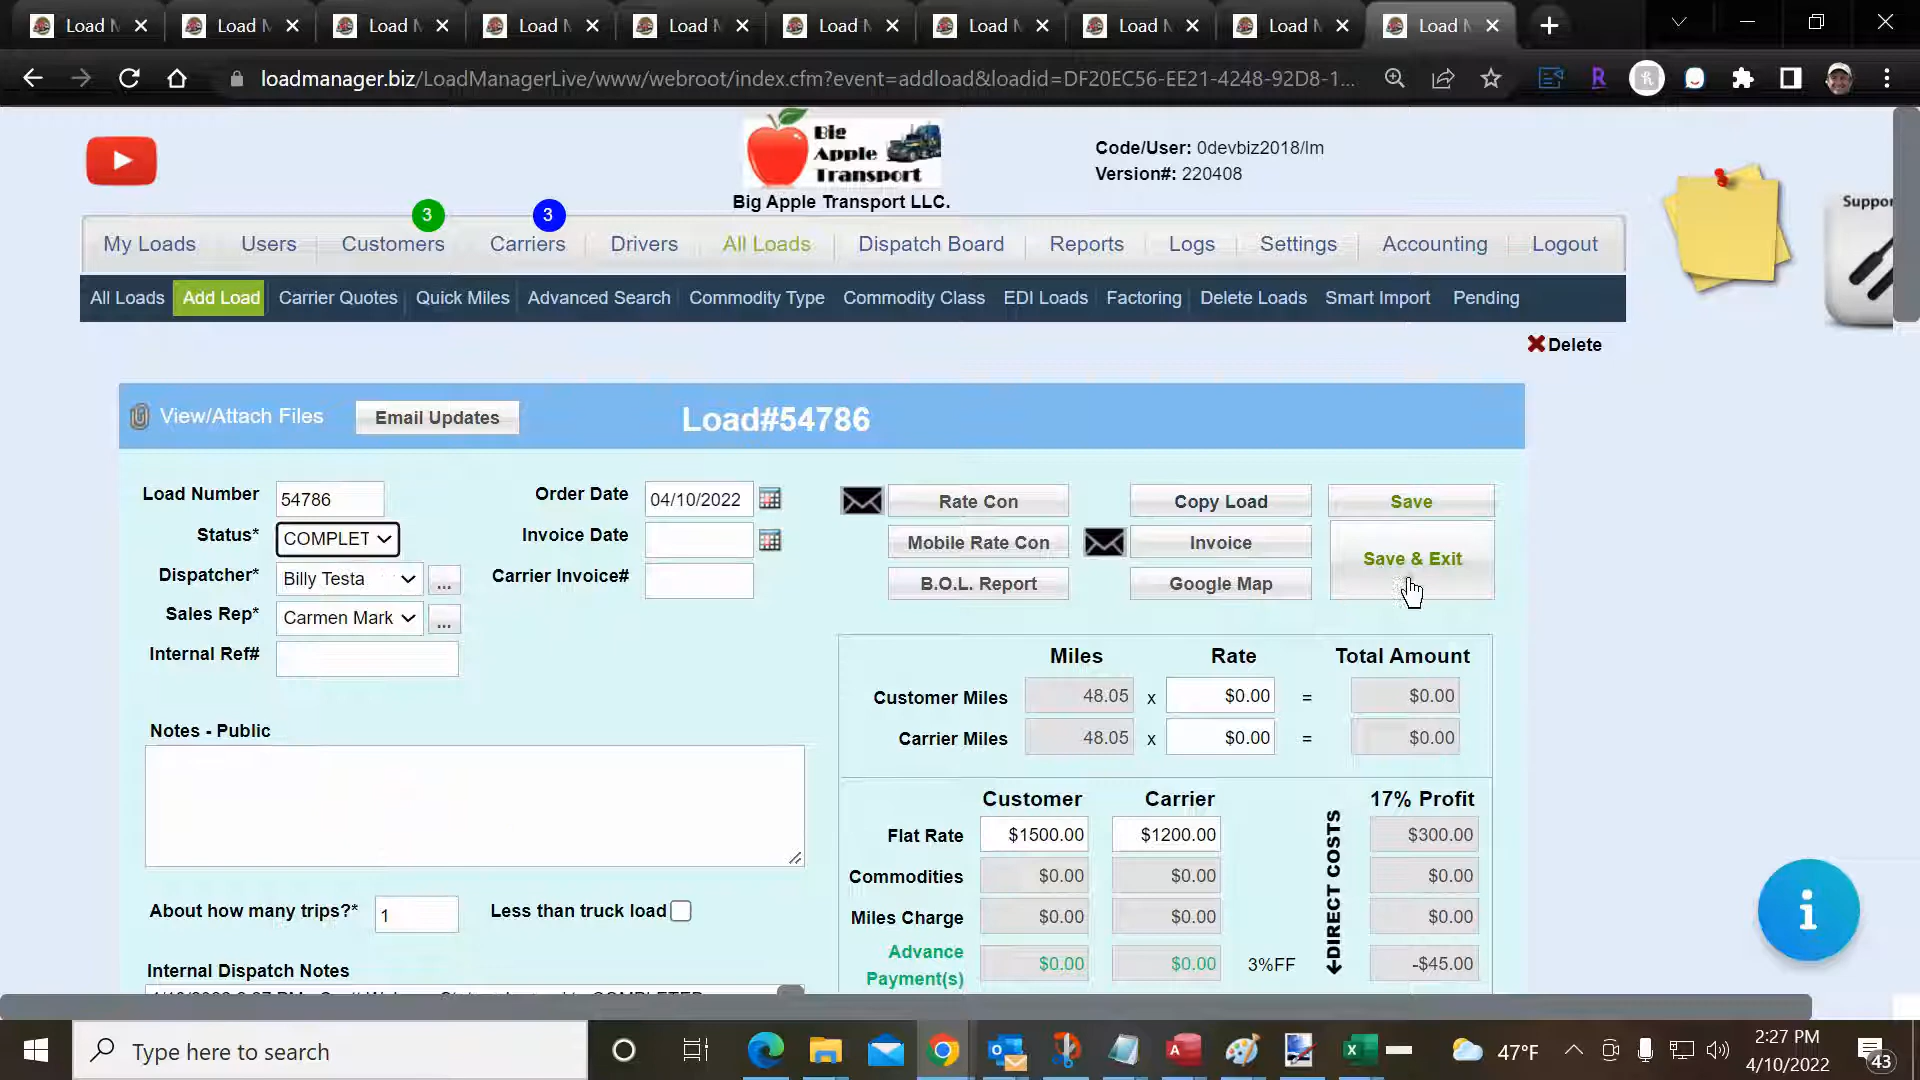 Load M Load M Load M Load M Load M Load M Load M Load M Load M Load M
loadmanager.biz/LoadManagerLive/www/webroot/index.cfm?event=addload&loadid=DF20EC56-EE21-4248-92D8-1...
Big
Apple
Transport
Big Apple Transport LLC.
Code/User: 0devbiz2018/lm
Version#: 220408
Suppor
3 3
My Loads Users Customers Carriers Drivers All Loads Dispatch Board Reports Logs Settings Accounting Logout
All Loads Add Load Carrier Quotes Quick Miles Advanced Search Commodity Type Commodity Class EDI Loads Factoring Delete Loads Smart Import Pending
Delete
View/Attach Files Email Updates Load#54786
Load Number 54786 Order Date 04/10/2022 Rate Con Copy Load Save
Status* COMPLET Invoice Date Mobile Rate Con Invoice Save & Exit
Dispatcher* Billy Testa ... Carrier Invoice# B.O.L. Report Google Map
Sales Rep* Carmen Mark ...
Internal Ref#
Miles Rate Total Amount
Customer Miles 48.05 x $0.00 = $0.00
Carrier Miles 48.05 x $0.00 = $0.00
Notes - Public
Customer Carrier 17% Profit
Flat Rate $1500.00 $1200.00 $300.00
Commodities $0.00 $0.00 $0.00
Miles Charge $0.00 $0.00 $0.00
Advance
Payment(s) $0.00 $0.00 3%FF -$45.00
DIRECT COSTS
About how many trips?* 1 Less than truck load
Internal Dispatch Notes
Type here to search
47°F
2:27 PM
4/10/2022
43